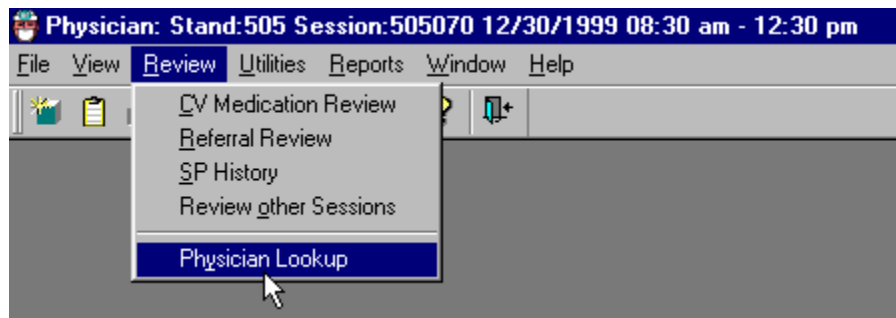 Physician: Stand:505 Session:505070 12/30/1999 08:30 am - 12:30 pm
File View Review Utilities Reports Window Help
CV Medication Review
Referral Review
SP History
Review other Sessions
Physician Lookup